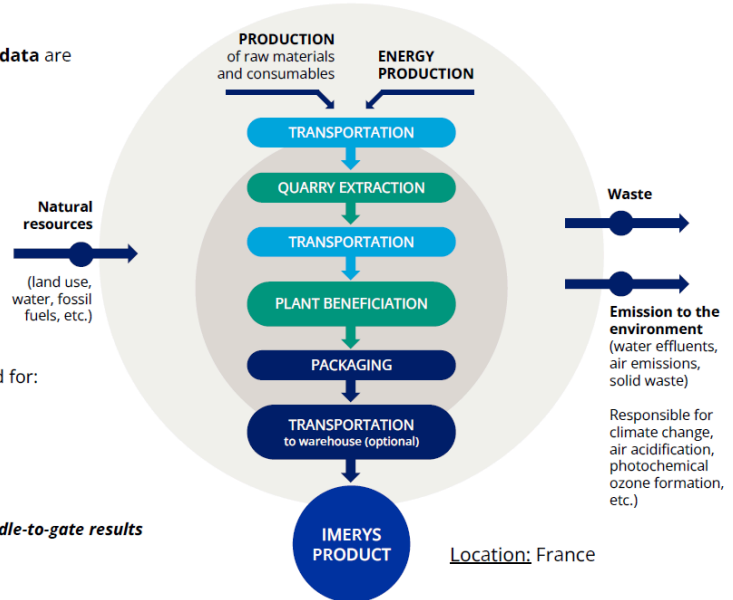 data are
PRODUCTION
of raw materials
and consumables
ENERGY
PRODUCTION
TRANSPORTATION
QUARRY EXTRACTION
TRANSPORTATION
PLANT BENEFICIATION
PACKAGING
TRANSPORTATION
to warehouse (optional)
IMERYS
PRODUCT
Natural
resources
(land use,
water, fossil
fuels, etc.)
d for:
dle-to-gate results
Waste
Emission to the
environment
(water effluents,
air emissions,
solid waste)
Responsible for
climate change,
air acidification,
photochemical
ozone formation,
etc.)
Location: France